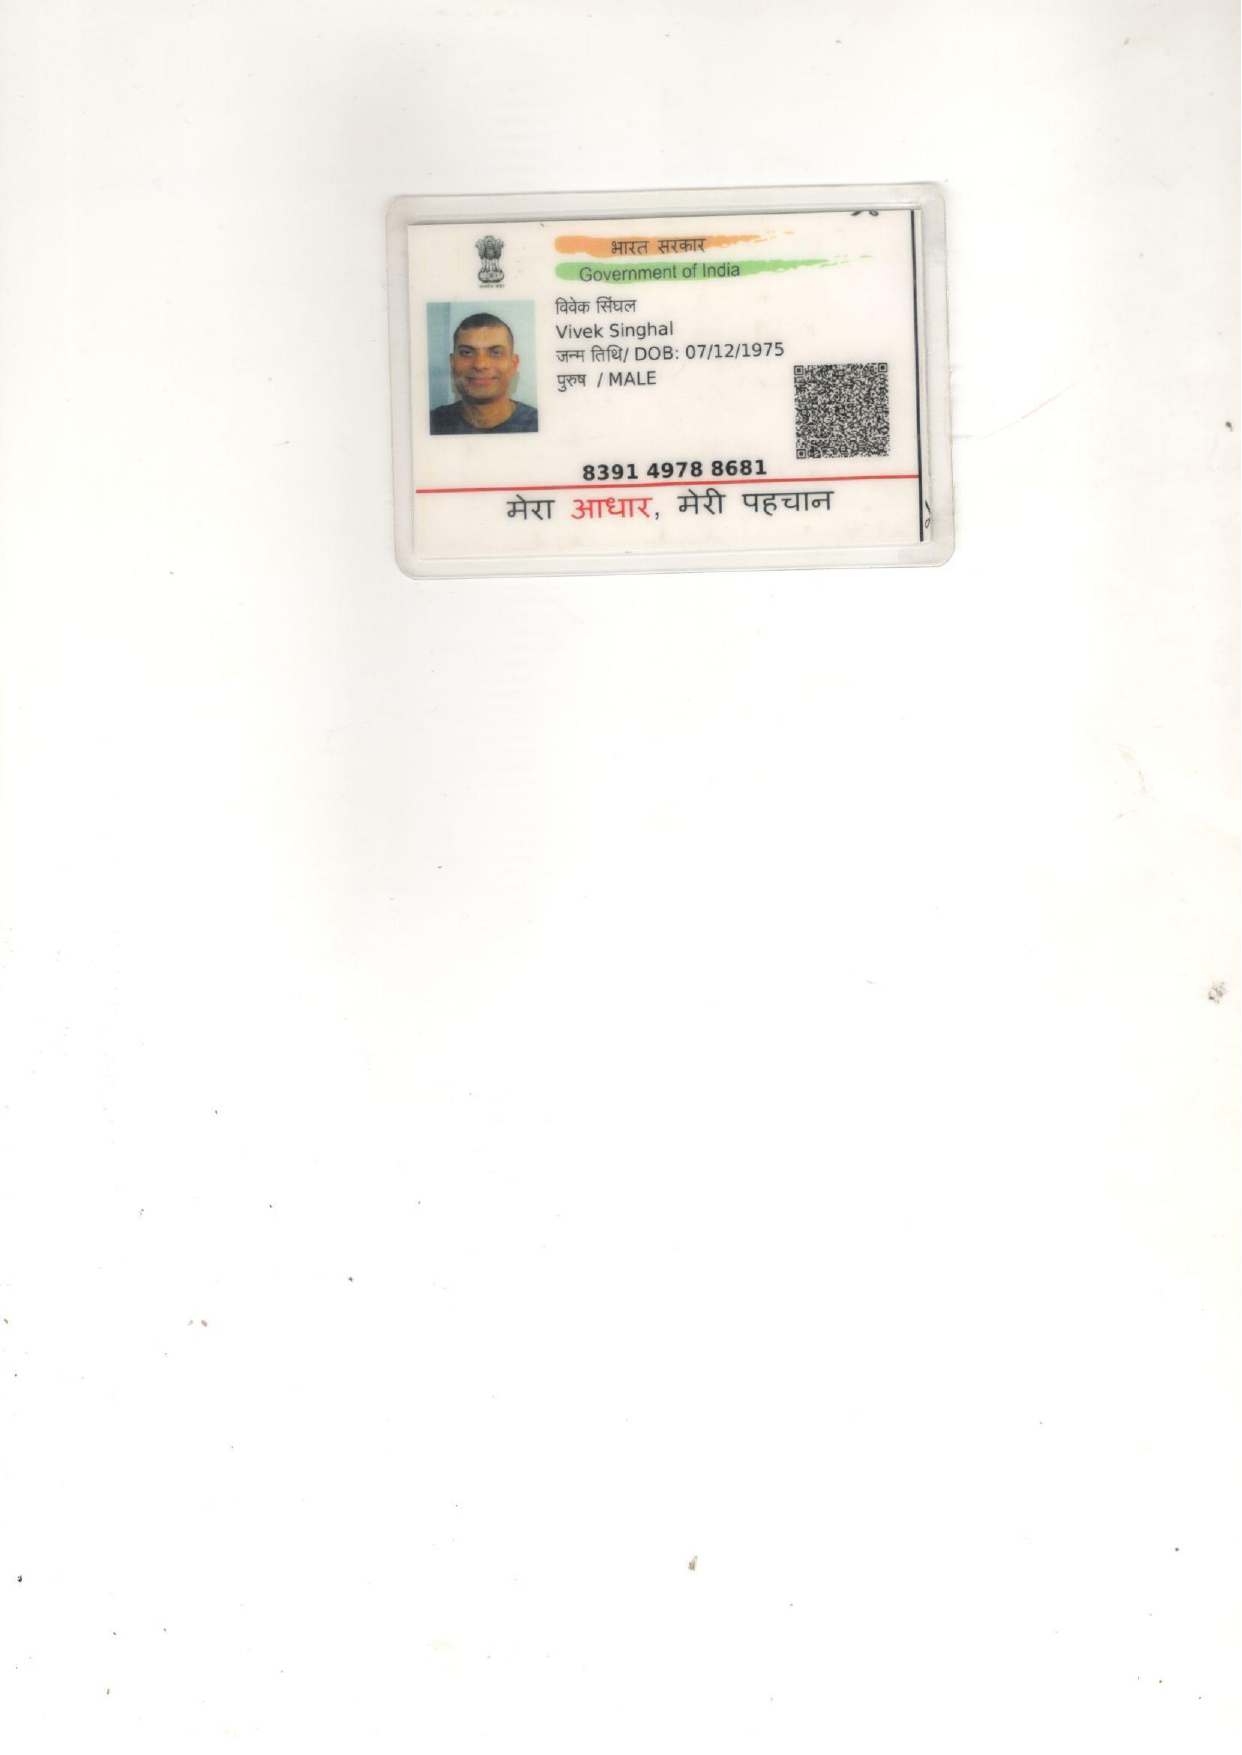 भारत सरकार
Government of India
विवेक सिंघल
Vivek Singhal
जन्म तिथि/ DOB: 07/12/1975
पुरुष / MALE
8391 4978 8681
मेरा आधार, मेरी पहचान